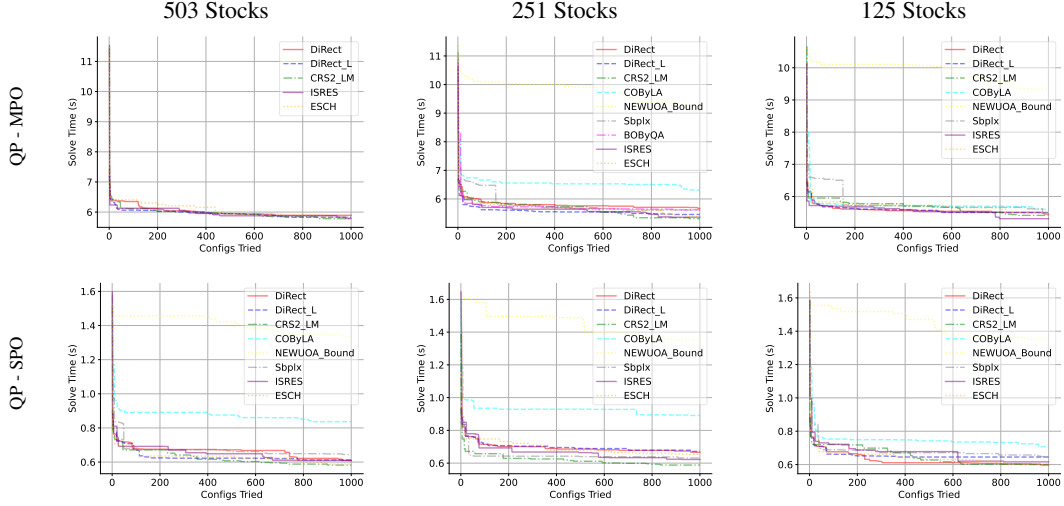 503 Stocks
251 Stocks
125 Stocks
QP - MPO
Solve Time (s)
11
10
9
8
7
6
0
200
400
600
800
1000
Configs Tried
DiRect
DiRect_L
CRS2_LM
ISRES
ESCH
Solve Time (s)
11
10
9
8
7
6
5
0
200
400
600
800
1000
Configs Tried
DiRect
DiRect_L
CRS2_LM
COByLA
NEWUOA_Bound
Sbplx
BOByQA
ISRES
ESCH
Solve Time (s)
10
9
8
7
6
0
200
400
600
800
1000
Configs Tried
DiRect
DiRect_L
CRS2_LM
COByLA
NEWUOA_Bound
Sbplx
ISRES
ESCH
QP - SPO
Solve Time (s)
1.6
1.4
1.2
1.0
0.8
0.6
0
200
400
600
800
1000
Configs Tried
DiRect
DiRect_L
CRS2_LM
COByLA
NEWUOA_Bound
Sbplx
ISRES
ESCH
Solve Time (s)
1.6
1.4
1.2
1.0
0.8
0.6
0
200
400
600
800
1000
Configs Tried
DiRect
DiRect_L
CRS2_LM
COByLA
NEWUOA_Bound
Sbplx
ISRES
ESCH
Solve Time (s)
1.6
1.4
1.2
1.0
0.8
0.6
0
200
400
600
800
1000
Configs Tried
DiRect
DiRect_L
CRS2_LM
COByLA
NEWUOA_Bound
Sbplx
ISRES
ESCH